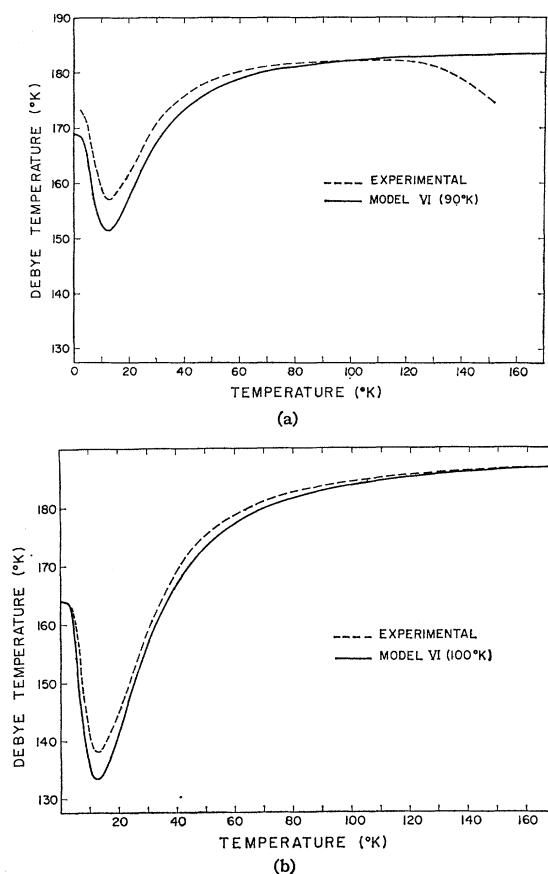 DEBYE TEMPERATURE (°K)
190
180
170
160
150
140
130
EXPERIMENTAL
MODEL VI (90°K)
0 20 40 60 80 100 120 140 160
TEMPERATURE (°K)
(a)
DEBYE TEMPERATURE (°K)
180
170
160
150
140
130
EXPERIMENTAL
MODEL VI (100°K)
20 40 60 80 100 120 140 160
TEMPERATURE (°K)
(b)